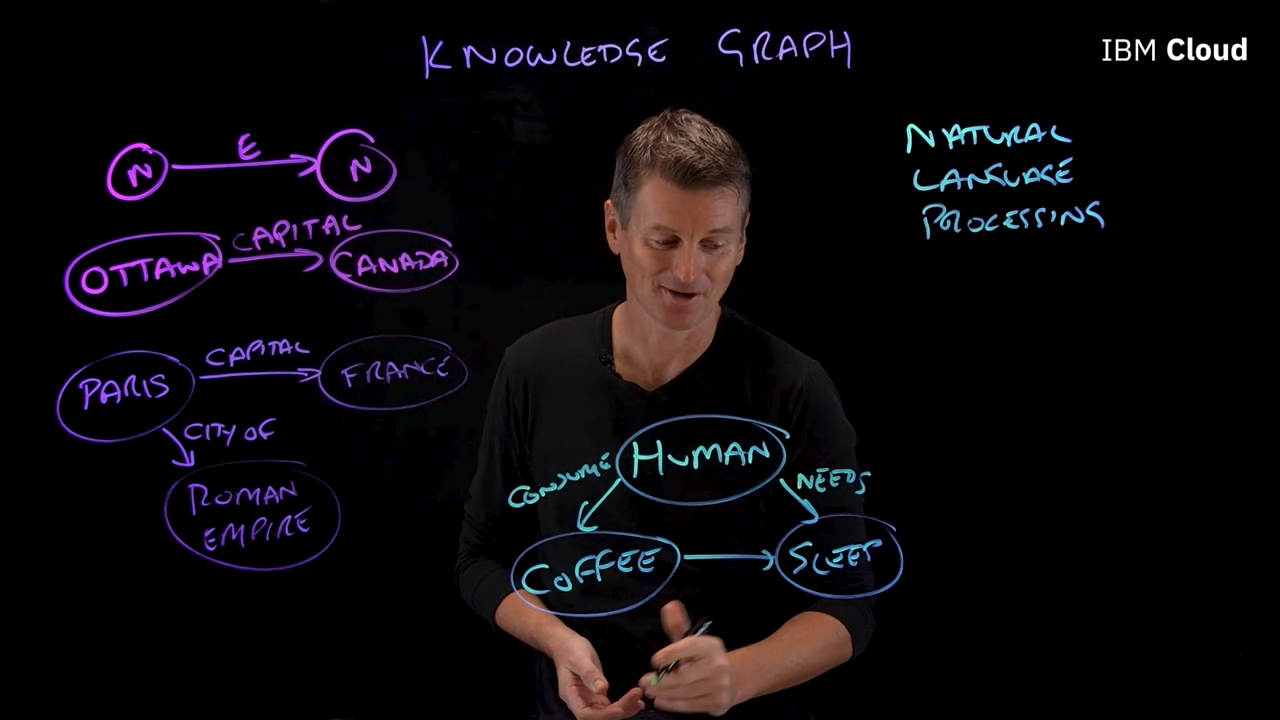 KNOWLEDGE GRAPH
IBM Cloud
N E N
OTTAWA CAPITAL CANADA
PARIS CAPITAL FRANCE
CITY OF
ROMAN
EMPIRE
NATURAL
LANGUAGE
PROCESSING
HUMAN
CONSUME NEEDS
COFFEE SLEEP